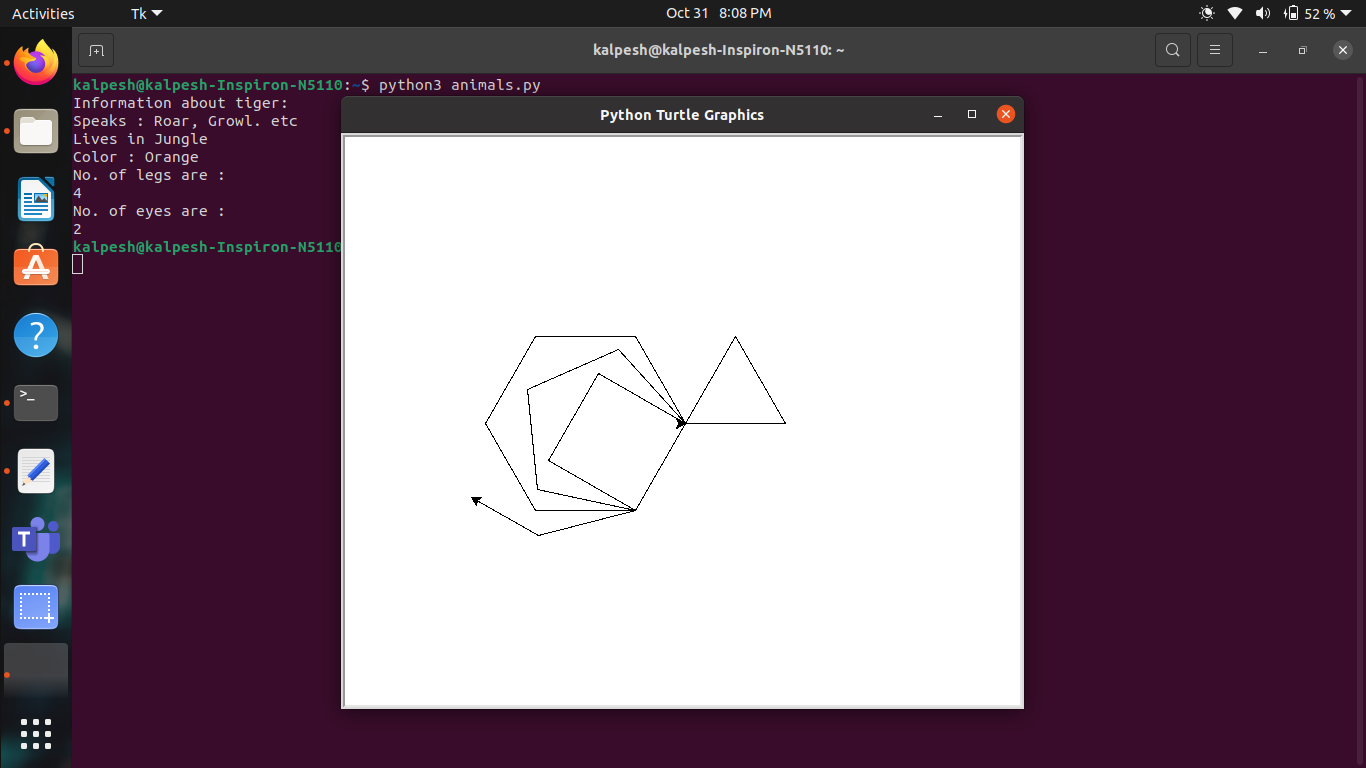 Activities
Tk
Oct 31 8:08 PM
52 %
kalpesh@kalpesh-Inspiron-N5110: ~
kalpesh@kalpesh-Inspiron-N5110:~$ python3 animals.py
Information about tiger:
Speaks : Roar, Growl. etc
Lives in Jungle
Color : Orange
No. of legs are :
4
No. of eyes are :
2
kalpesh@kalpesh-Inspiron-N5110
Python Turtle Graphics
?
>_
T